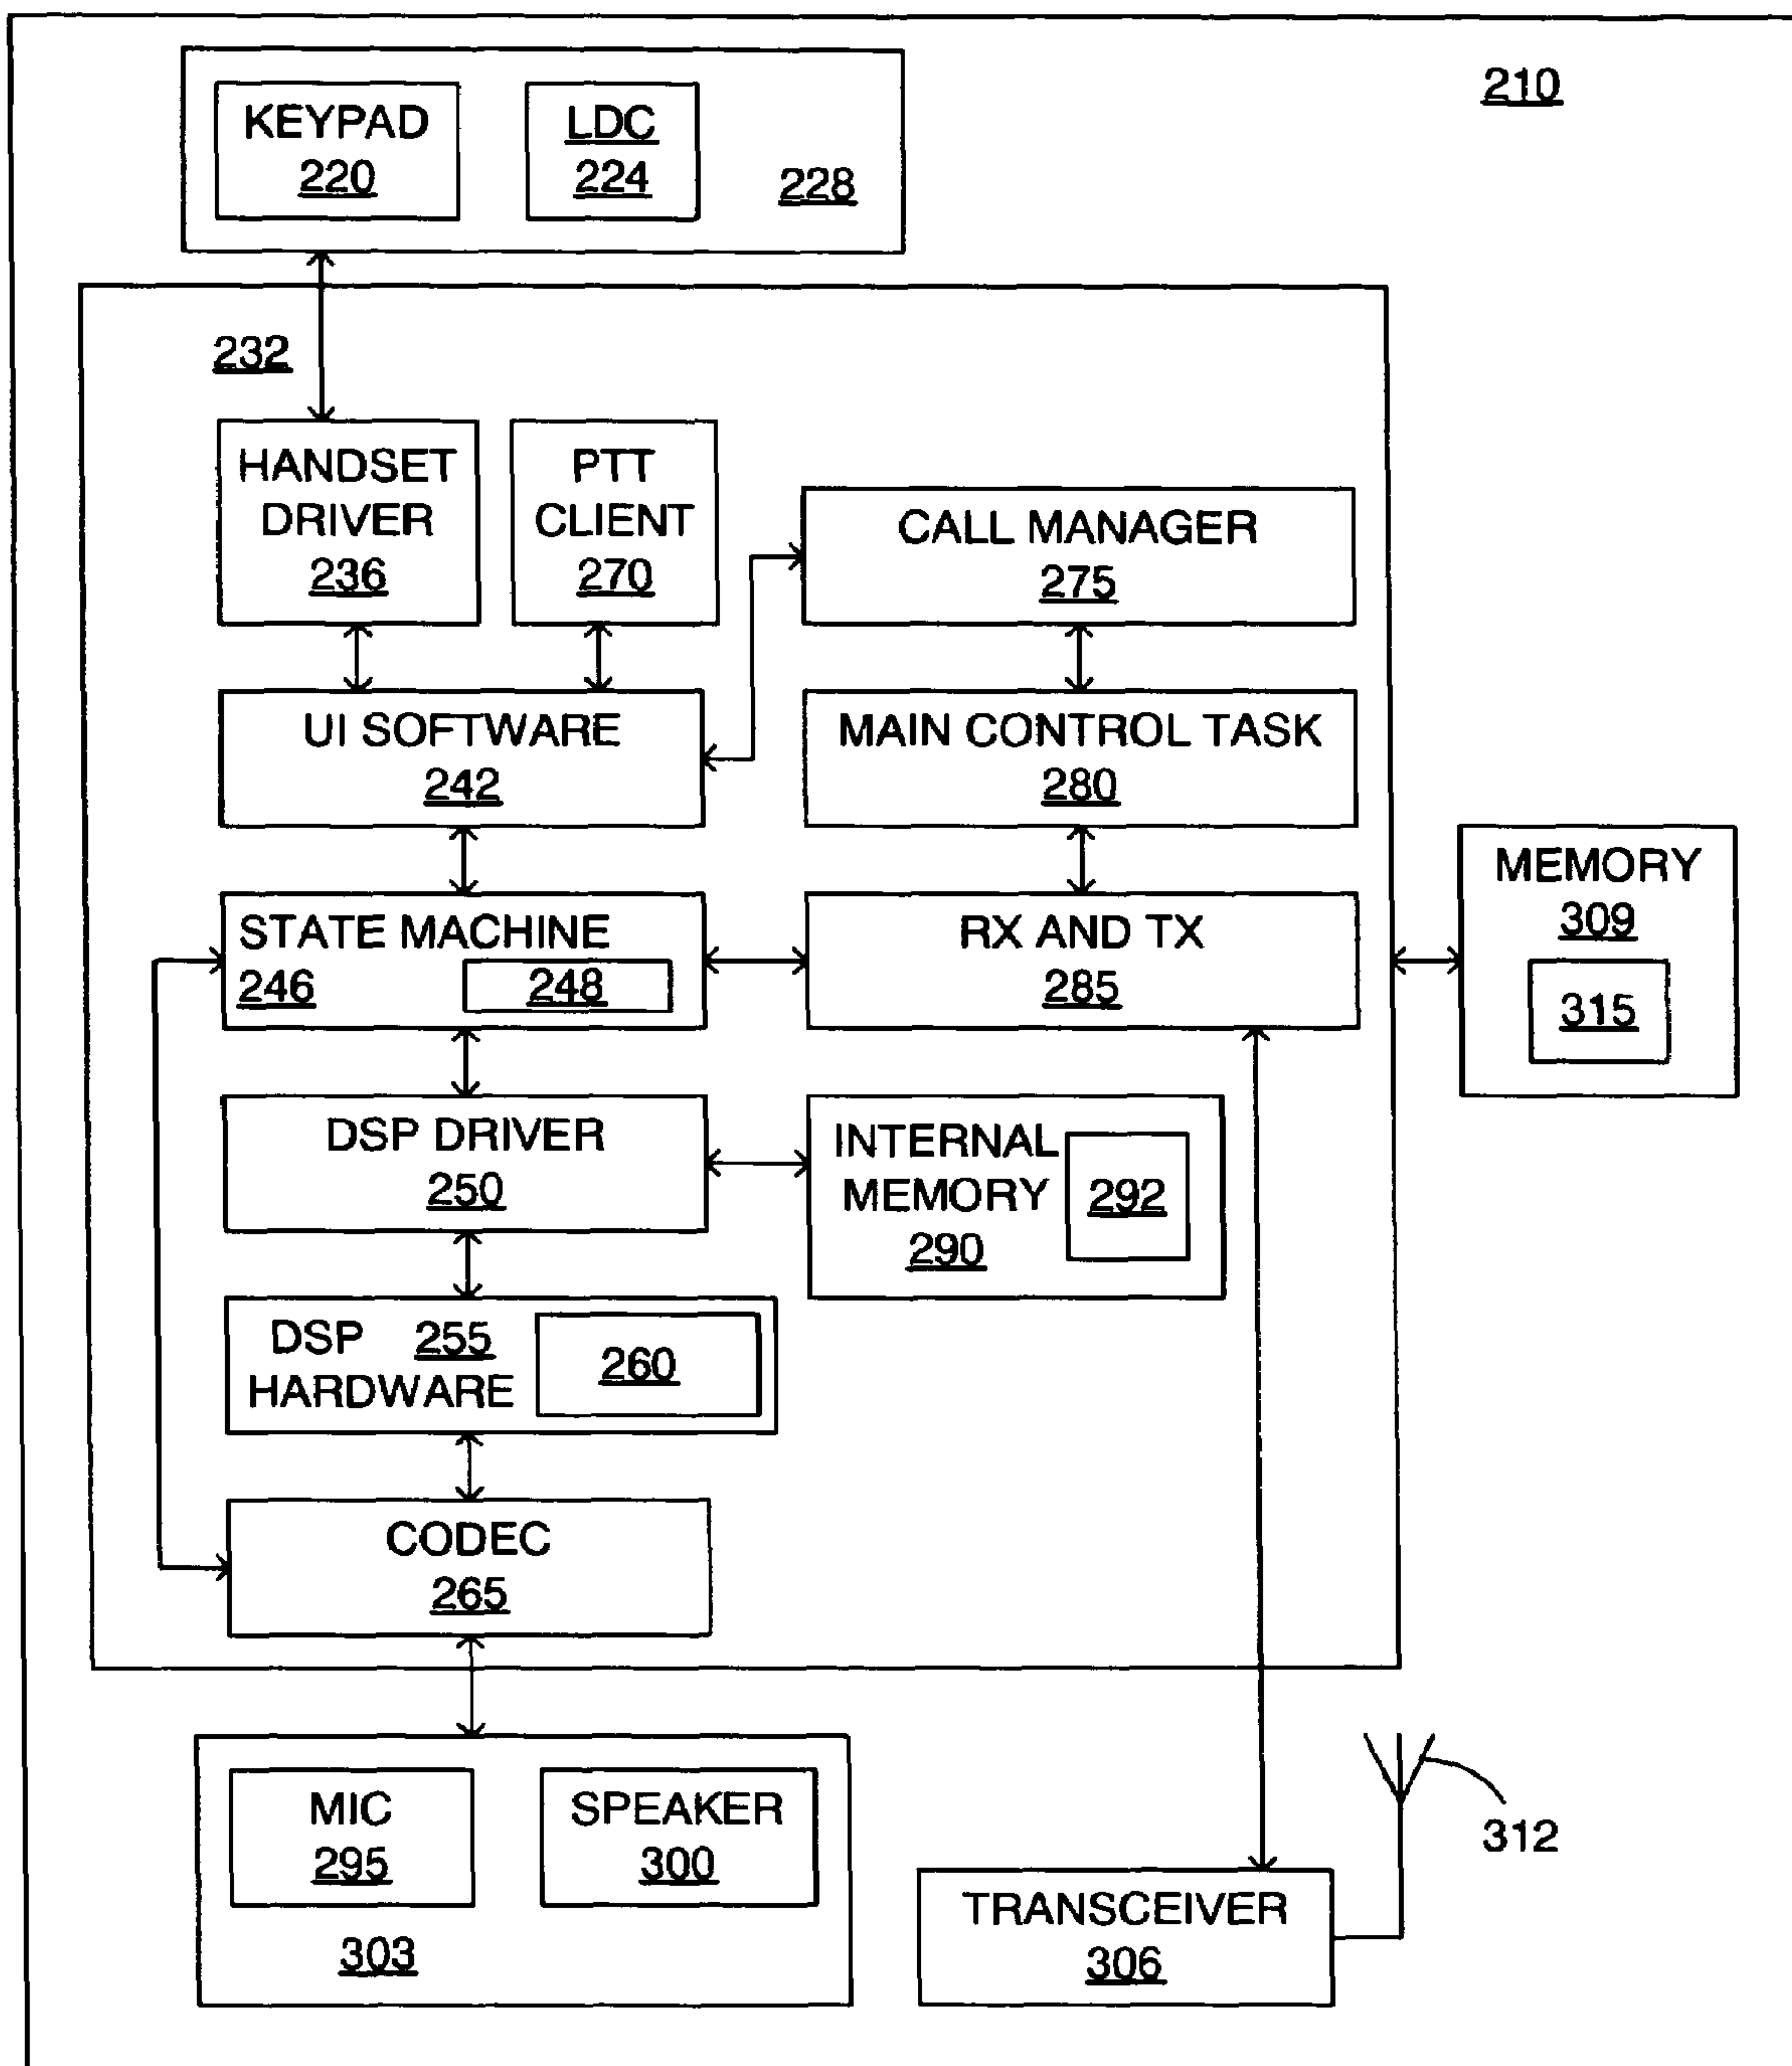 210
KEYPAD
220
LDC
224
228
232
HANDSET
DRIVER
236
PTT
CLIENT
270
CALL MANAGER
275
UI SOFTWARE
242
MAIN CONTROL TASK
280
STATE MACHINE
246
248
RX AND TX
285
MEMORY
309
315
DSP DRIVER
250
INTERNAL
MEMORY
290
292
DSP 255
HARDWARE
260
CODEC
265
MIC
295
SPEAKER
300
303
TRANSCEIVER
306
312